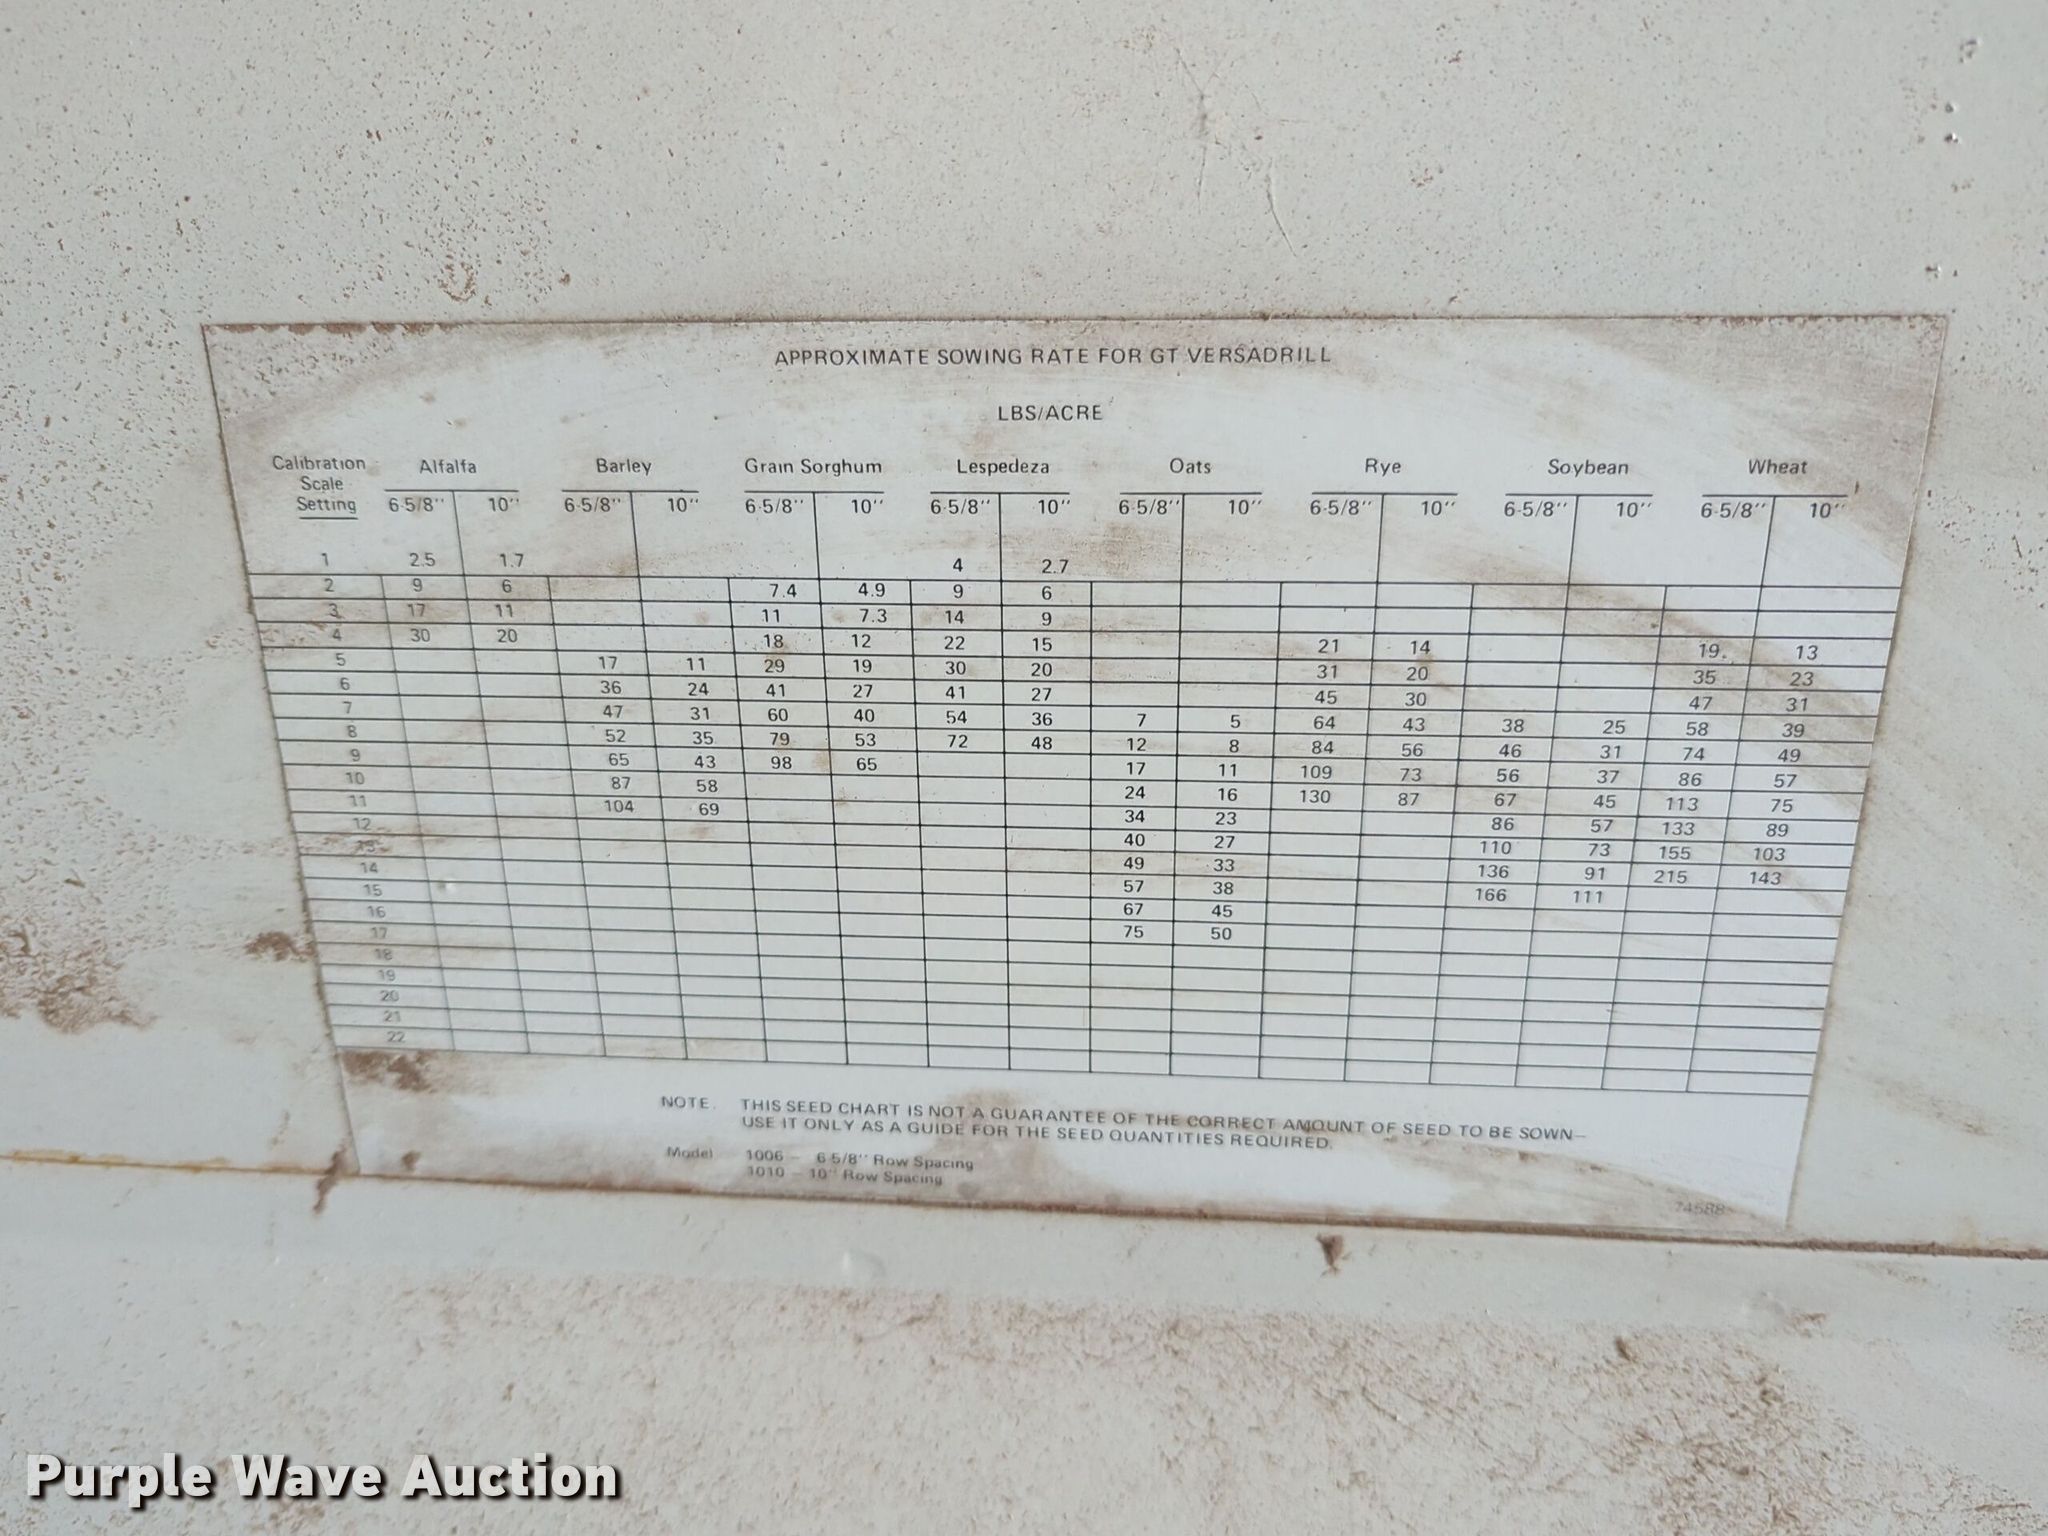 APPROXIMATE SOWING RATE FOR GT VERSADRILL
LBS/ACRE
Calibration Scale Setting Alfalfa Barley Grain Sorghum Lespedeza Oats Rye Soybean Wheat
6-5/8'' 10'' 6-5/8'' 10'' 6-5/8'' 10'' 6-5/8'' 10'' 6-5/8'' 10'' 6-5/8'' 10'' 6-5/8'' 10'' 6-5/8'' 10''
1 2.5 1.7 4 2.7
2 9 6 7.4 4.9 9 6
3 17 11 11 7.3 14 9
4 30 20 18 12 22 15 21 14 19 13
5 17 11 29 19 30 20 31 20 35 23
6 36 24 41 27 41 27 45 30 47 31
7 47 31 60 40 54 36 7 5 64 43 38 25 58 39
8 52 35 79 53 72 48 12 8 84 56 46 31 74 49
9 65 43 98 65 17 11 109 73 56 37 86 57
10 87 58 24 16 130 87 67 45 113 75
11 104 69 34 23 86 57 133 89
12 40 27 110 73 155 103
13 49 33 136 91 215 143
14 57 38 166 111
15 67 45
16 75 50
17
18
19
20
21
22
NOTE. THIS SEED CHART IS NOT A GUARANTEE OF THE CORRECT AMOUNT OF SEED TO BE SOWN—
USE IT ONLY AS A GUIDE FOR THE SEED QUANTITIES REQUIRED.
Model 1006 — 6-5/8'' Row Spacing
1010 — 10'' Row Spacing
74588
Purple Wave Auction